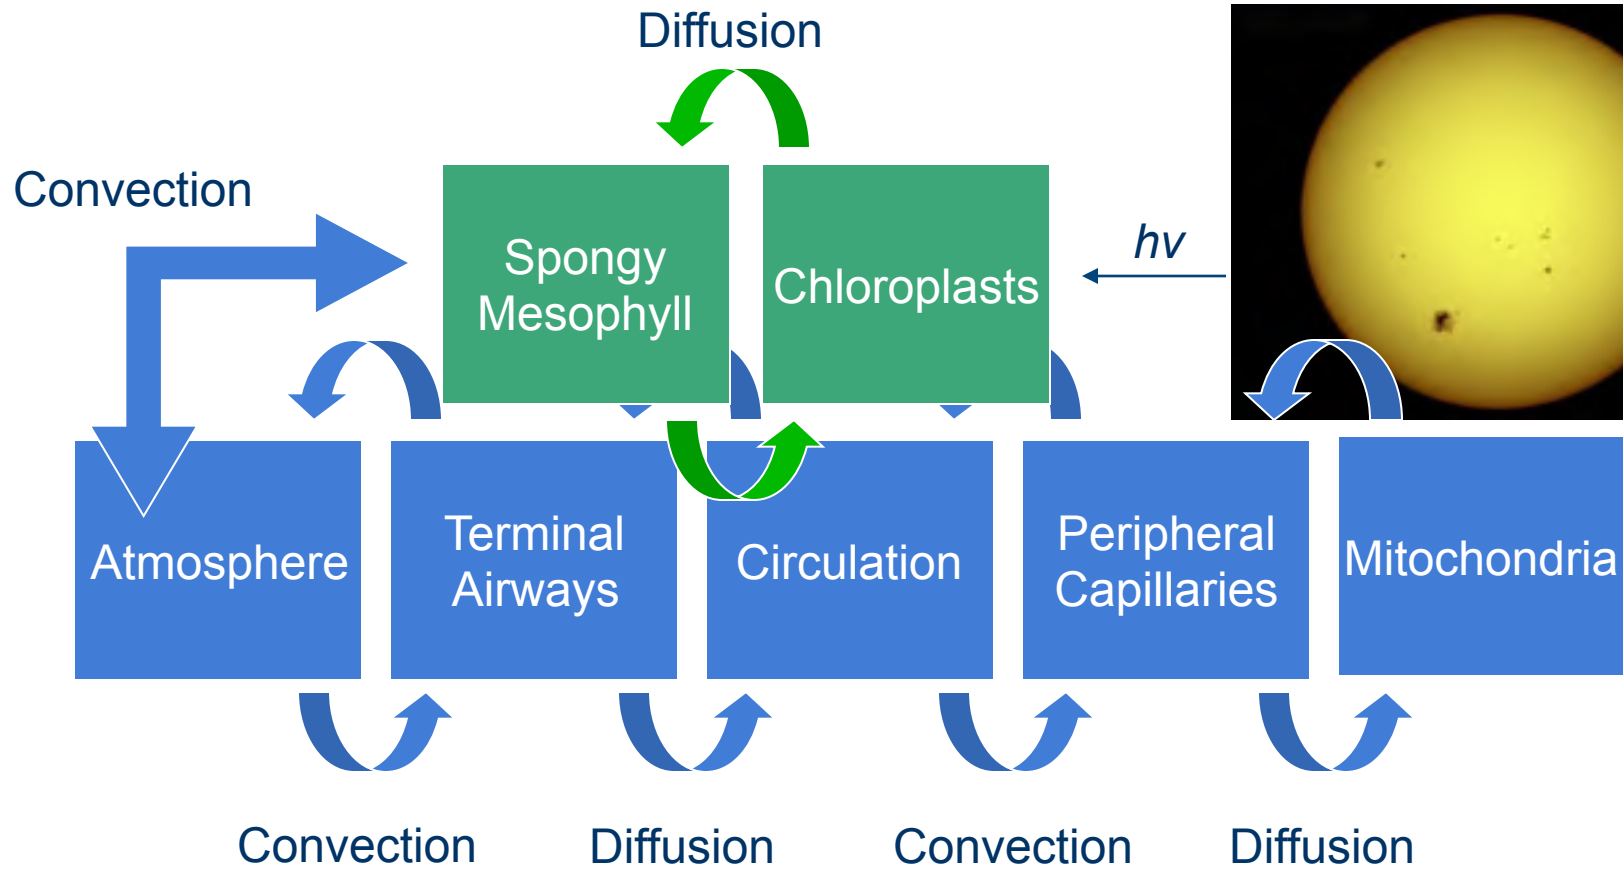 Diffusion
Convection
Spongy
Mesophyll
Chloroplasts
hv
Atmosphere
Terminal
Airways
Circulation
Peripheral
Capillaries
Mitochondria
Convection
Diffusion
Convection
Diffusion